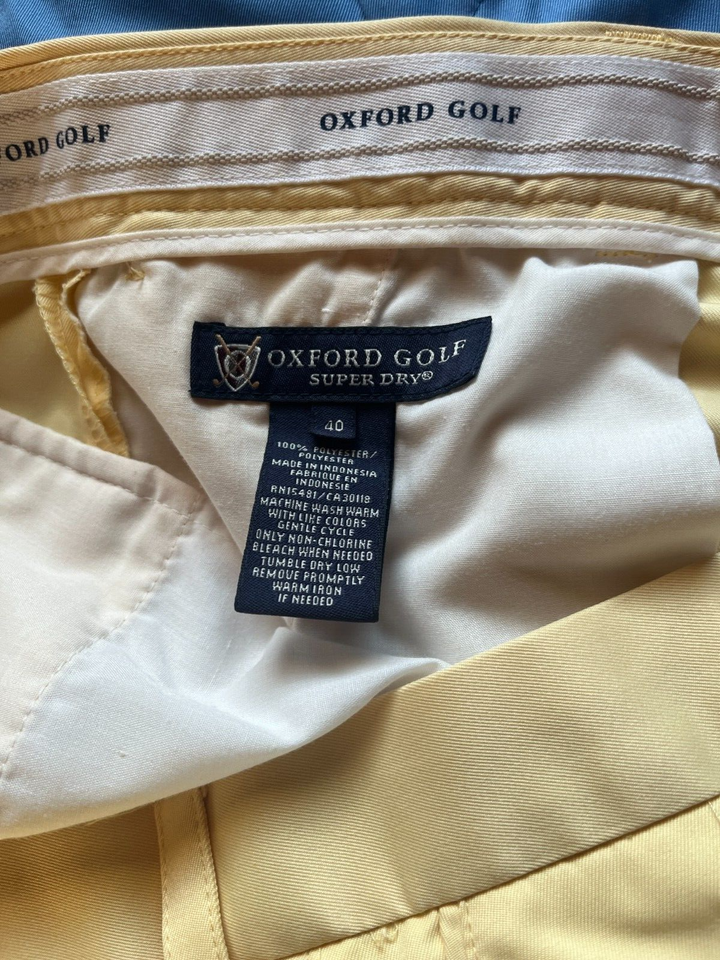 OXFORD GOLF
ORD GOLF
OXFORD GOLF
SUPER DRY®
40
100% POLYESTER/
POLYESTER
MADE IN INDONESIA
FABRIQUE EN
INDONESIE
RN15481/CA30118
MACHINE WASH WARM
WITH LIKE COLORS
GENTLE CYCLE
ONLY NON-CHLORINE
BLEACH WHEN NEEDED
TUMBLE DRY LOW
REMOVE PROMPTLY
WARM IRON
IF NEEDED